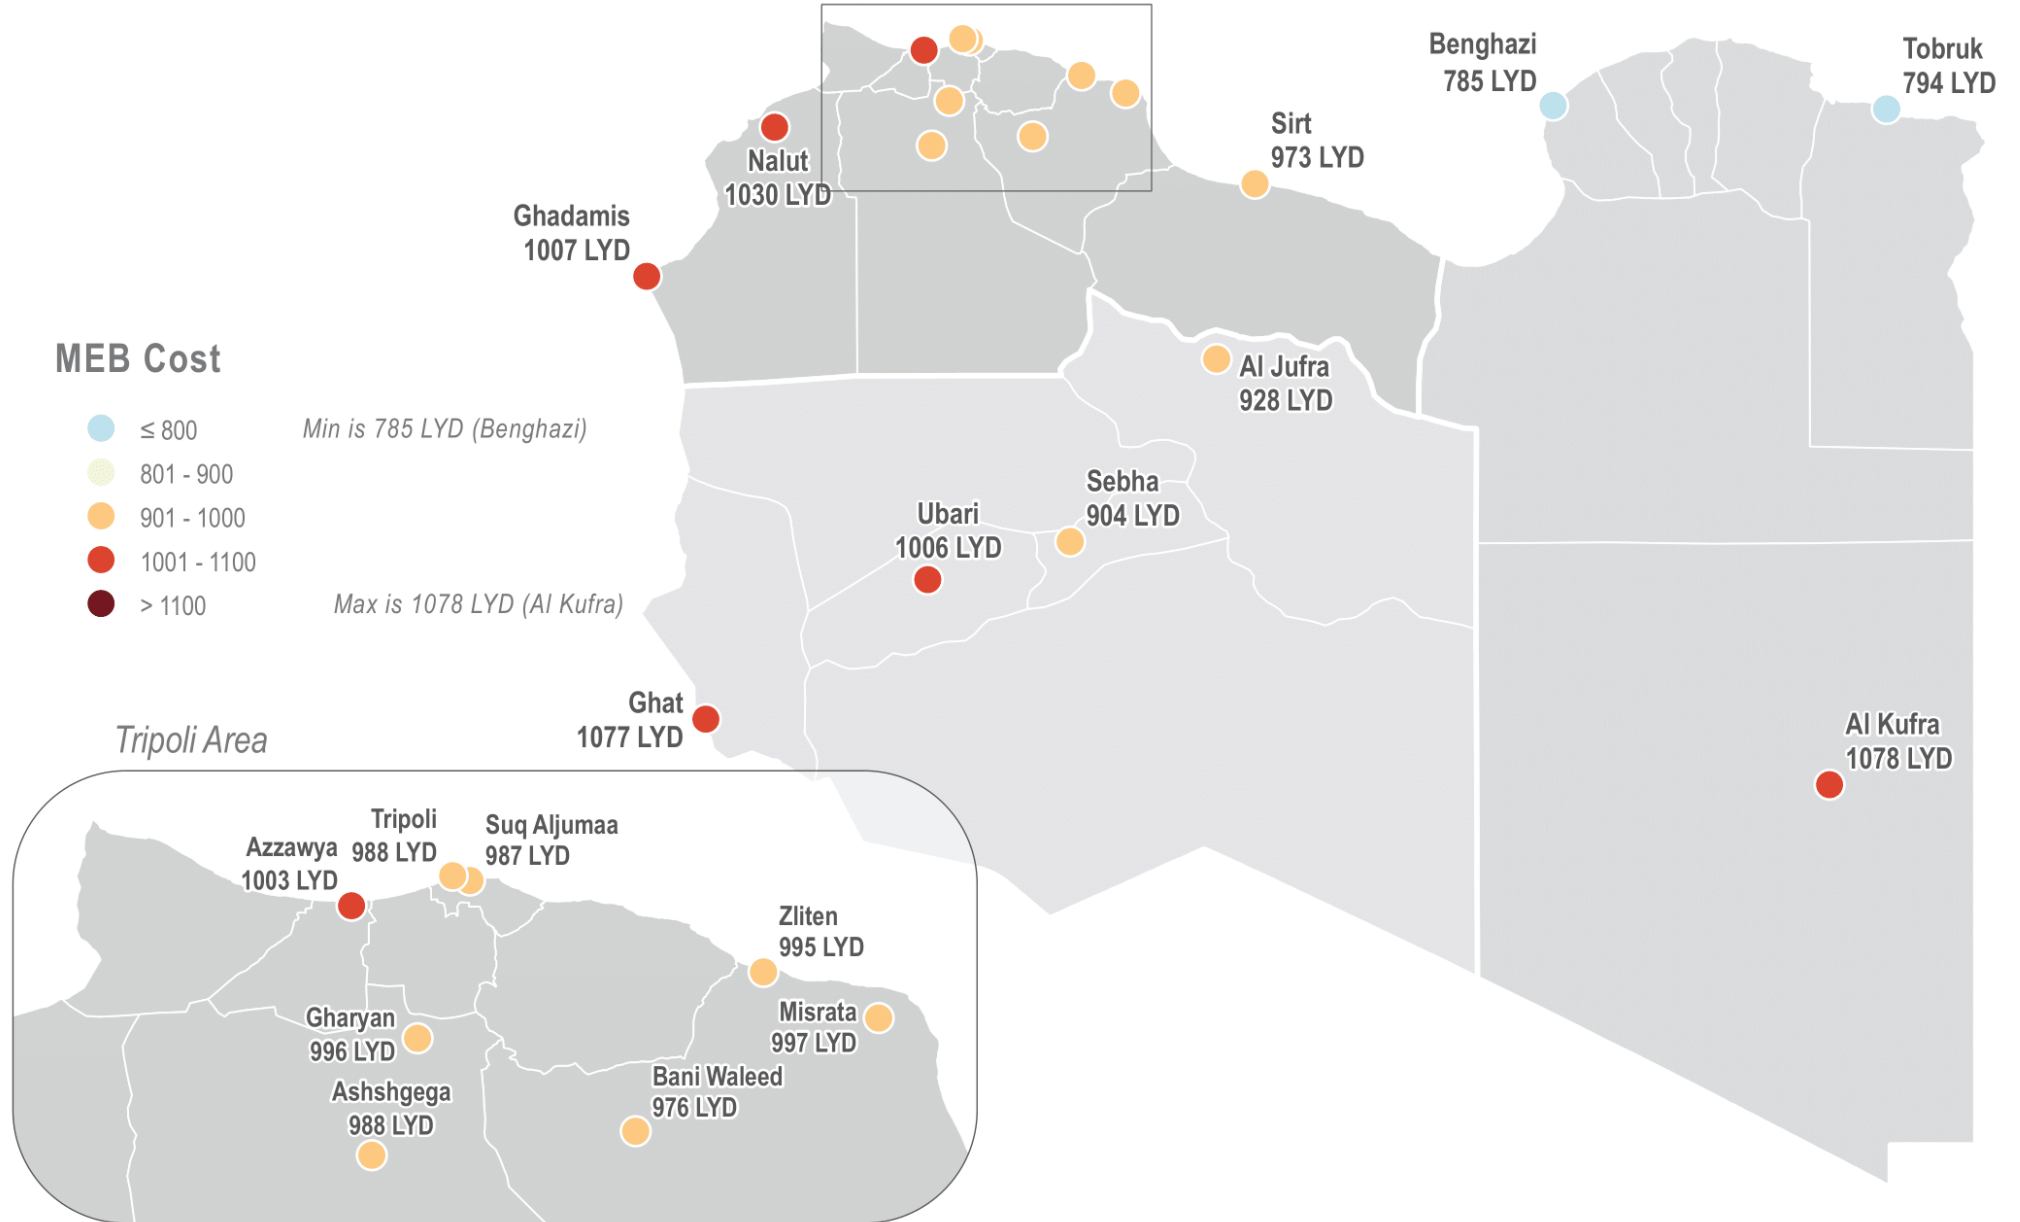 Benghazi
785 LYD
Tobruk
794 LYD
Sirt
973 LYD
Nalut
1030 LYD
Ghadamis
1007 LYD
MEB Cost
≤ 800
Min is 785 LYD (Benghazi)
801 - 900
901 - 1000
1001 - 1100
> 1100
Max is 1078 LYD (Al Kufra)
Al Jufra
928 LYD
Sebha
904 LYD
Ubari
1006 LYD
Ghat
1077 LYD
Al Kufra
1078 LYD
Tripoli Area
Tripoli
988 LYD
Suq Aljumaa
987 LYD
Azzawya
1003 LYD
Zliten
995 LYD
Misrata
997 LYD
Gharyan
996 LYD
Ashshgega
988 LYD
Bani Waleed
976 LYD